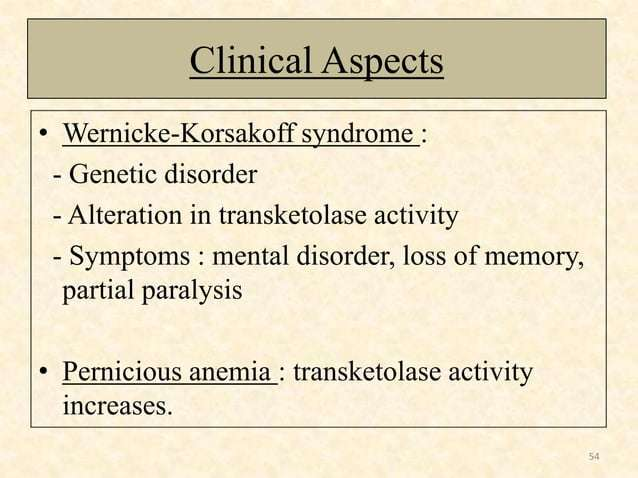 Clinical Aspects
• Wernicke-Korsakoff syndrome :
- Genetic disorder
- Alteration in transketolase activity
- Symptoms : mental disorder, loss of memory,
partial paralysis
• Pernicious anemia : transketolase activity
increases.
54